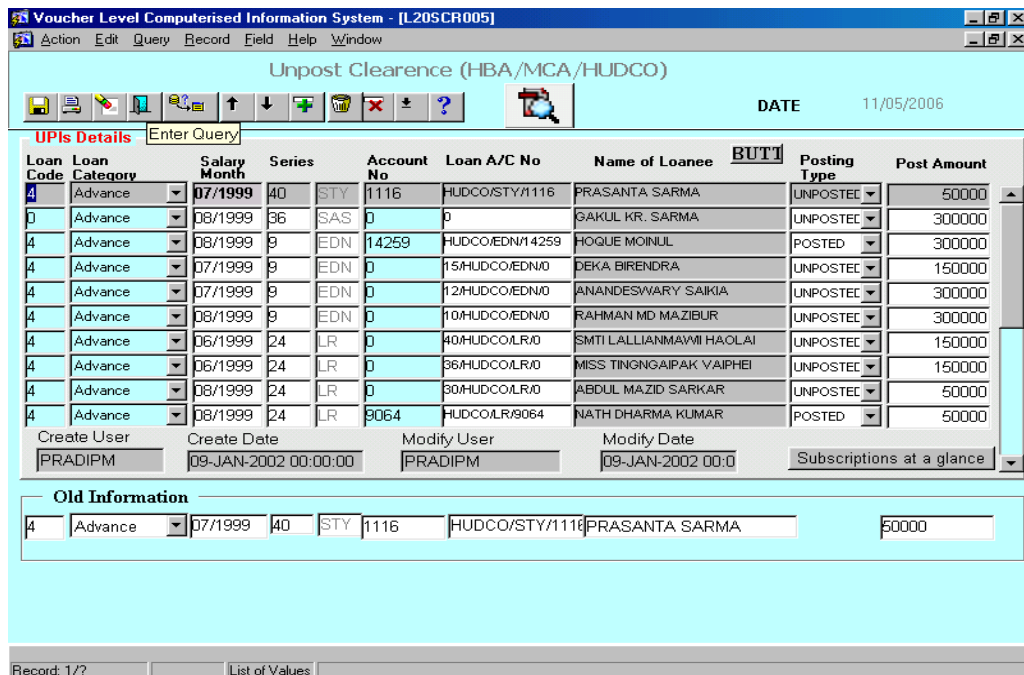 Voucher Level Computerised Information System - [L20SCR005]
Action Edit Query Record Field Help Window
Unpost Clearence (HBA/MCA/HUDCO)
DATE 11/05/2006
Enter Query
UPIs Details
Loan Code Loan Category Salary Month Series Account No Loan A/C No Name of Loanee BUTT Posting Type Post Amount
4 Advance 07/1999 40 STY 1116 HUDCO/STY/1116 PRASANTA SARMA UNPOSTED 50000
0 Advance 08/1999 36 SAS 0 0 GAKUL KR. SARMA UNPOSTED 300000
4 Advance 08/1999 9 EDN 14259 HUDCO/EDN/14259 HOQUE MOINUL POSTED 300000
4 Advance 07/1999 9 EDN 0 15/HUDCO/EDN/0 DEKA BIRENDRA UNPOSTED 150000
4 Advance 07/1999 9 EDN 0 12/HUDCO/EDN/0 ANANDESWARY SAIKIA UNPOSTED 300000
4 Advance 08/1999 9 EDN 0 10/HUDCO/EDN/0 RAHMAN MD MAZIBUR UNPOSTED 300000
4 Advance 06/1999 24 LR 0 40/HUDCO/LR/0 SMTI LALLIANMAWII HAOLAI UNPOSTED 150000
4 Advance 06/1999 24 LR 0 36/HUDCO/LR/0 MISS TINGNGAIPAK VAIPHEI UNPOSTED 150000
4 Advance 08/1999 24 LR 0 30/HUDCO/LR/0 ABDUL MAZID SARKAR UNPOSTED 50000
4 Advance 08/1999 24 LR 9064 HUDCO/LR/9064 NATH DHARMA KUMAR POSTED 50000
Create User Create Date Modify User Modify Date
PRADIPM 09-JAN-2002 00:00:00 PRADIPM 09-JAN-2002 00:0 Subscriptions at a glance
Old Information
4 Advance 07/1999 40 STY 1116 HUDCO/STY/1116 PRASANTA SARMA 50000
Record: 1/? List of Values